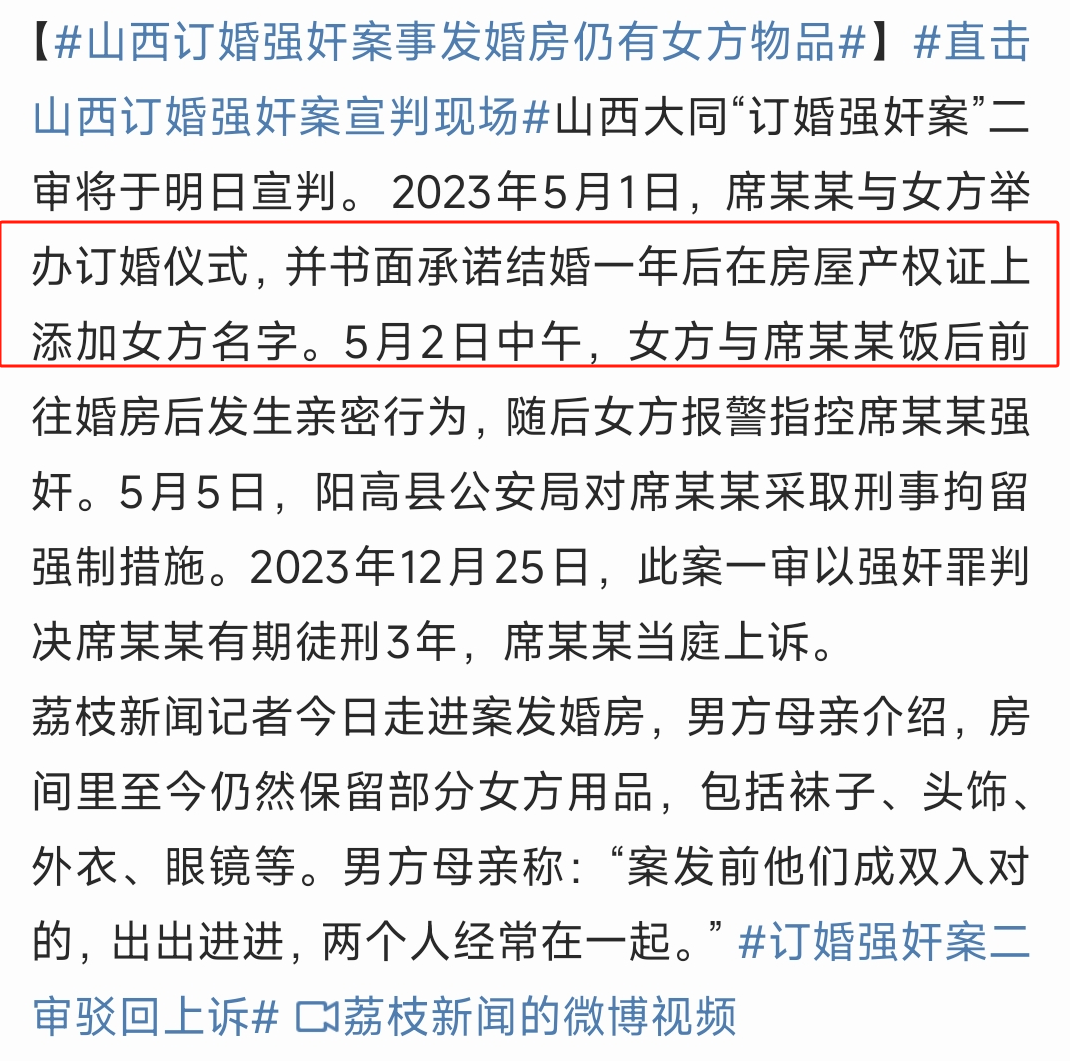 【#山西订婚强奸案事发婚房仍有女方物品#】#直击
山西订婚强奸案宣判现场#山西大同“订婚强奸案”二
审将于明日宣判。2023年5月1日，席某某与女方举
办订婚仪式，并书面承诺结婚一年后在房屋产权证上
添加女方名字。5月2日中午，女方与席某某饭后前
往婚房后发生亲密行为，随后女方报警指控席某某强
奸。5月5日，阳高县公安局对席某某采取刑事拘留
强制措施。2023年12月25日，此案一审以强奸罪判
决席某某有期徒刑3年，席某某当庭上诉。
荔枝新闻记者今日走进案发婚房，男方母亲介绍，房
间里至今仍然保留部分女方用品，包括袜子、头饰、
外衣、眼镜等。男方母亲称：“案发前他们成双入对
的，出出进进，两个人经常在一起。”#订婚强奸案二
审驳回上诉# 荔枝新闻的微博视频